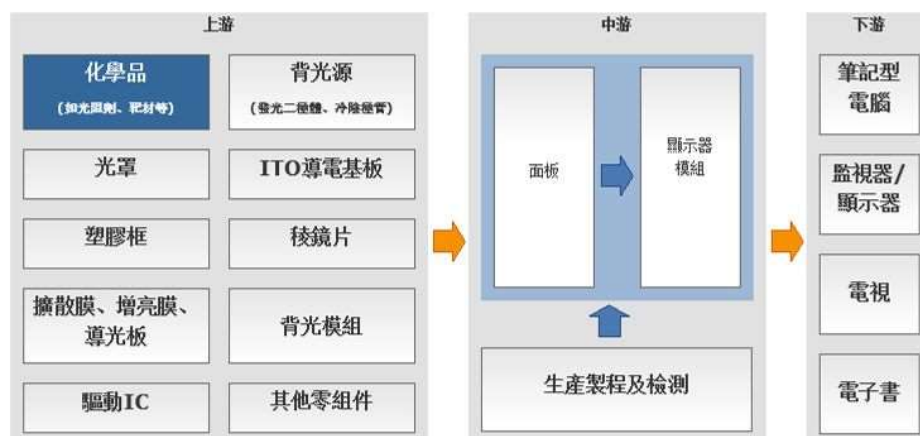 上游
化學品
(如光阻劑、靶材等)
背光源
(發光二極體、冷陰極管)
光罩
ITO導電基板
塑膠框
稜鏡片
擴散膜、增亮膜、
導光板
背光模組
驅動IC
其他零組件
中游
面板
顯示器
模組
生產製程及檢測
下游
筆記型
電腦
監視器/
顯示器
電視
電子書